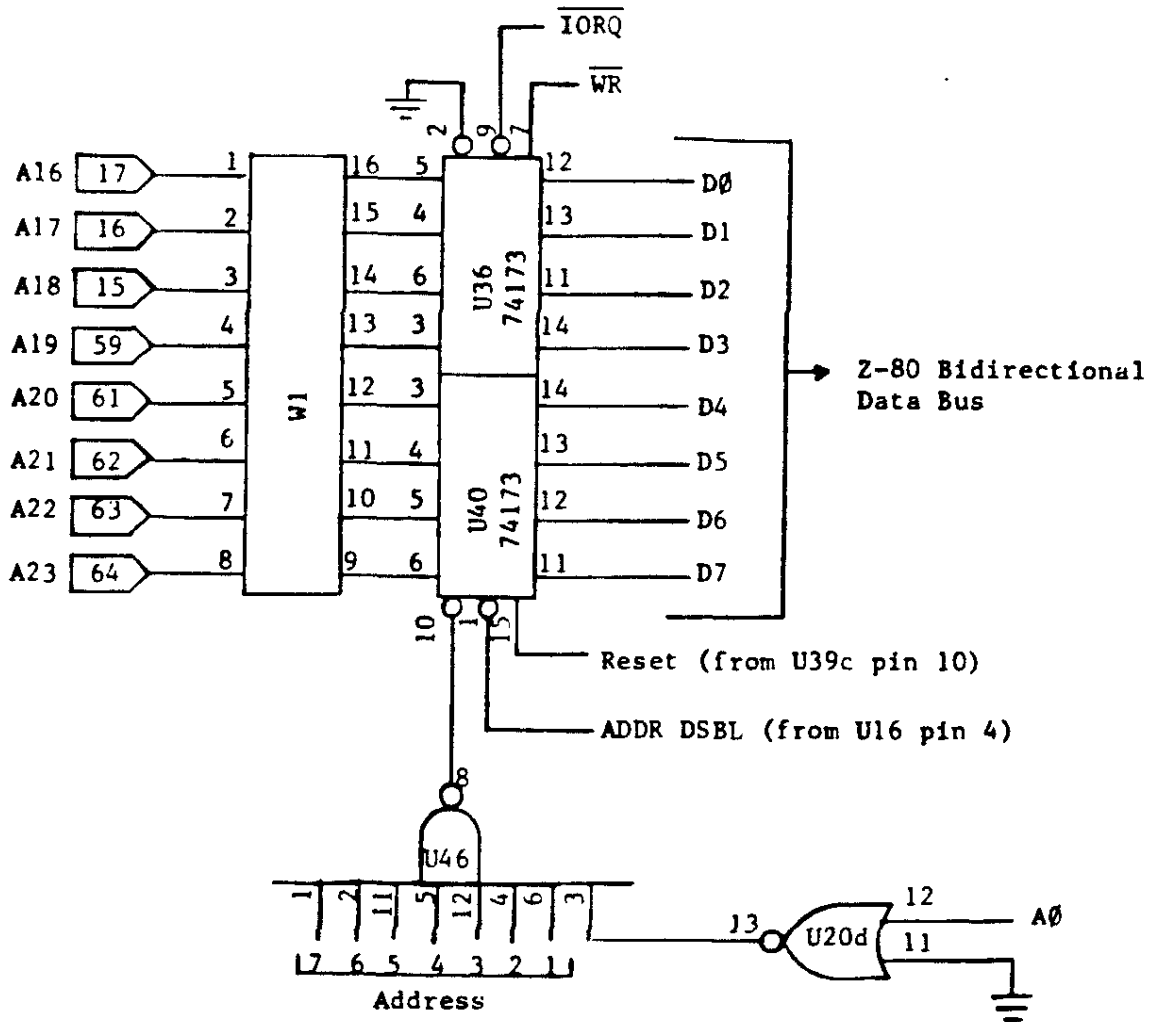 IORQ
WR
2 9 7
A16 17 1 16 5 12 DØ
A17 16 2 15 4 13 D1
A18 15 3 14 6 11 D2
A19 59 4 13 3 14 D3
A20 61 5 12 3 14 D4
A21 62 6 11 4 13 D5
A22 63 7 10 5 12 D6
A23 64 8 9 6 11 D7
W1
U36
74173
U40
74173
Z-80 Bidirectional
Data Bus
10 1 15
Reset (from U39c pin 10)
ADDR DSBL (from U16 pin 4)
8
U46
1 2 11 5 12 4 6 3
7 6 5 4 3 2 1
Address
13 U20d 12 AØ
11